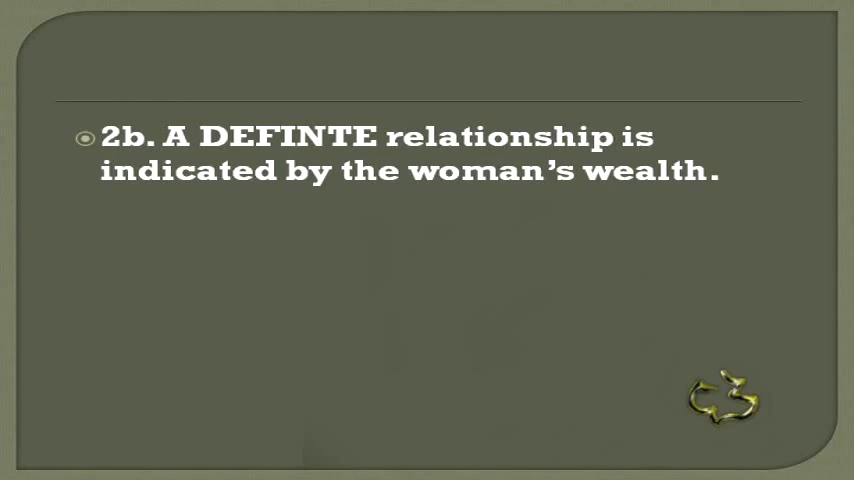 2b. A DEFINTE relationship is
indicated by the woman’s wealth.